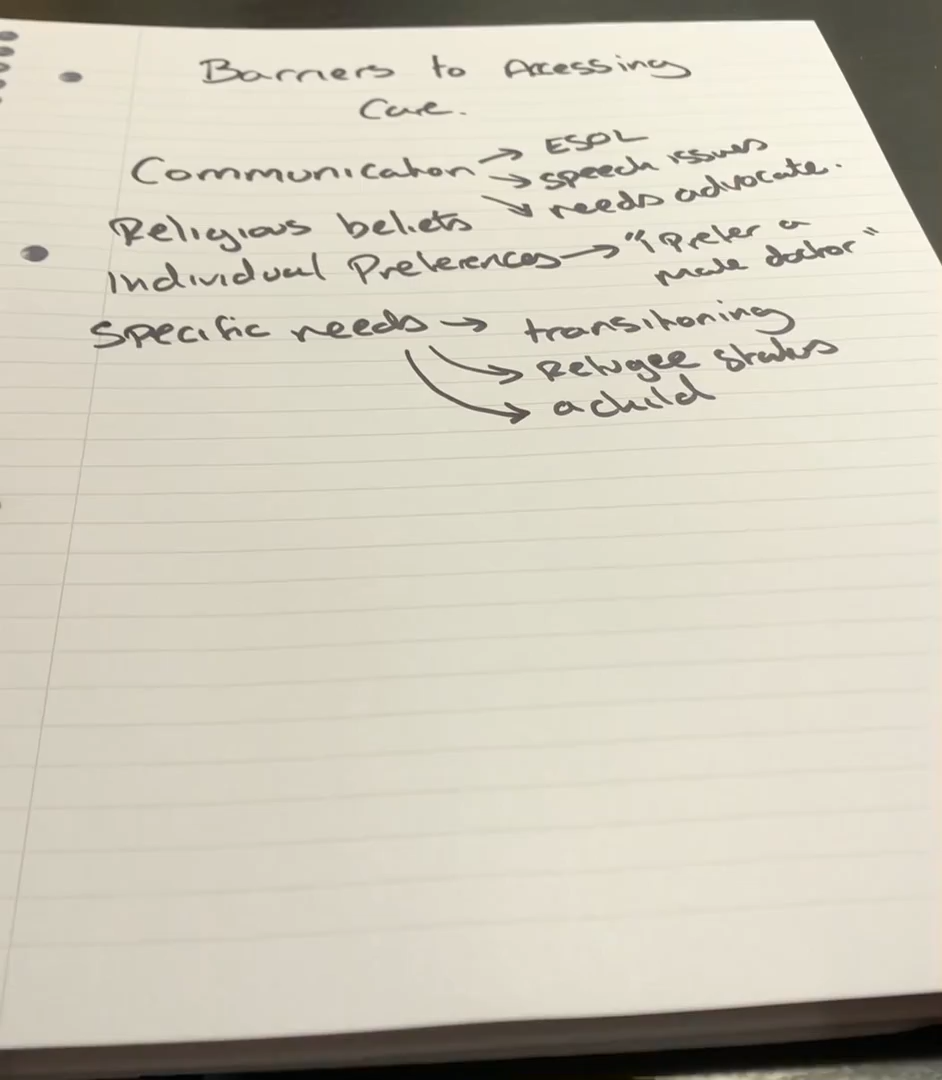 Barriers to Accessing
Care.
Communication → ESOL
→ speech issues
↘ needs advocate.
Religious beliefs
Individual Preferences → "I prefer a
male doctor"
Specific needs → transitioning
→ Refugee status
→ a child